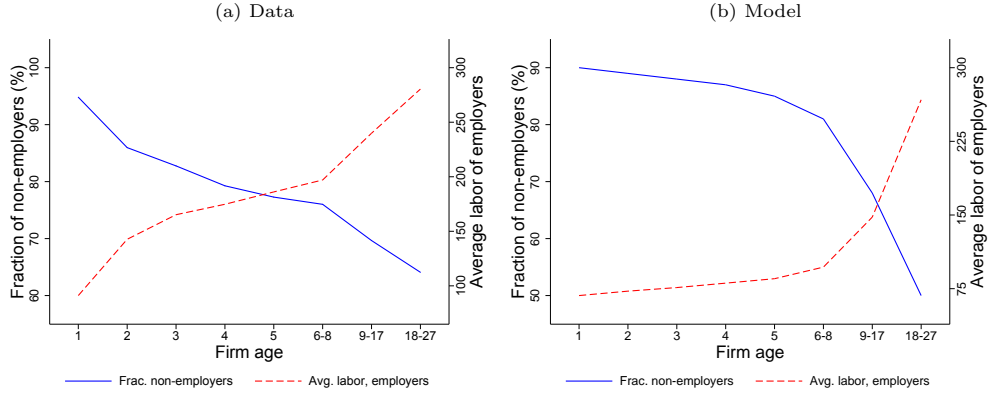 (a) Data
Fraction of non-employers (%)
100
90
80
70
60
300
250
200
150
100
Average labor of employers
1 2 3 4 5 6-8 9-17 18-27
Firm age
Frac. non-employers Avg. labor, employers
(b) Model
Fraction of non-employers (%)
90
80
70
60
50
300
225
150
75
Average labor of employers
1 2 3 4 5 6-8 9-17 18-27
Firm age
Frac. non-employers Avg. labor, employers